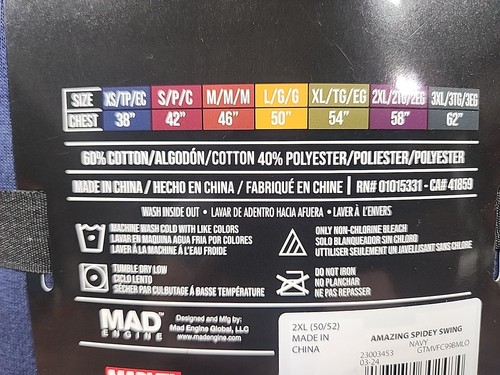 SIZE XS/TP/EC S/P/C M/M/M L/G/G XL/TG/EG 2XL/2TG/2EG 3XL/3TG/3EG
CHEST 38" 42" 46" 50" 54" 58" 62"
60% COTTON/ALGODÓN/COTTON 40% POLYESTER/POLIESTER/POLYESTER
MADE IN CHINA / HECHO EN CHINA / FABRIQUÉ EN CHINE | RN# 01015331 - CA# 41859
WASH INSIDE OUT • LAVAR DE ADENTRO HACIA AFUERA • LAVER À L'ENVERS
MACHINE WASH COLD WITH LIKE COLORS
LAVAR EN MAQUINA AGUA FRIA POR COLORES
LAVER À LA MACHINE À L'EAU FROIDE
ONLY NON-CHLORINE BLEACH
SOLO BLANQUEADOR SIN CHLORO
UTILISER SEULEMENT UN JAVELLISANT SANS CHLORE
TUMBLE DRY LOW
CICLO LENTO
SÉCHER PAR CULBUTAGE À BASSE TEMPÉRATURE
DO NOT IRON
NO PLANCHAR
NE PAS REPASSER
MAD
ENGINE
Designed and Mfg by:
Mad Engine Global, LLC
www.madengine.com
2XL (50/52)
MADE IN
CHINA
AMAZING SPIDEY SWING
NAVY
23003453
GTMVFC99BMLO
03-24
MARVEL